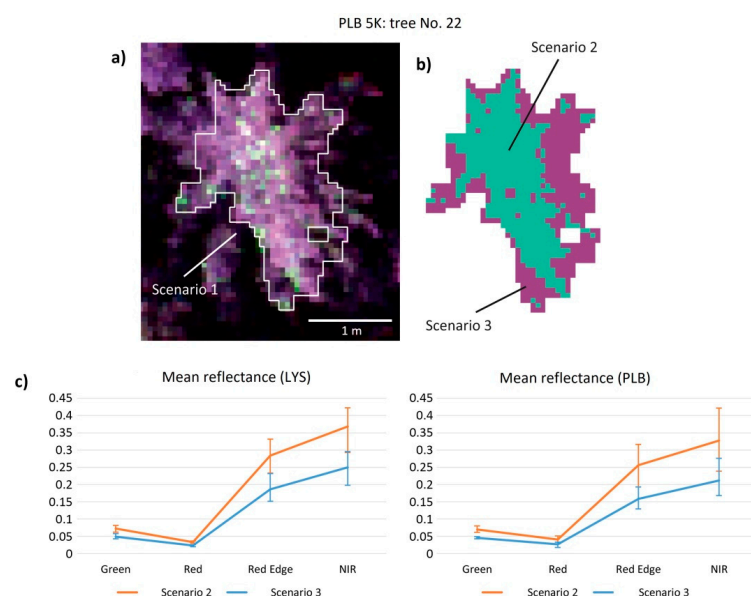 PLB 5K: tree No. 22
a)
b)
Scenario 2
Scenario 1
1 m
Scenario 3
c)
Mean reflectance (LYS)
0.45
0.4
0.35
0.3
0.25
0.2
0.15
0.1
0.05
0
Green Red Red Edge NIR
Scenario 2 Scenario 3
Mean reflectance (PLB)
0.45
0.4
0.35
0.3
0.25
0.2
0.15
0.1
0.05
0
Green Red Red Edge NIR
Scenario 2 Scenario 3